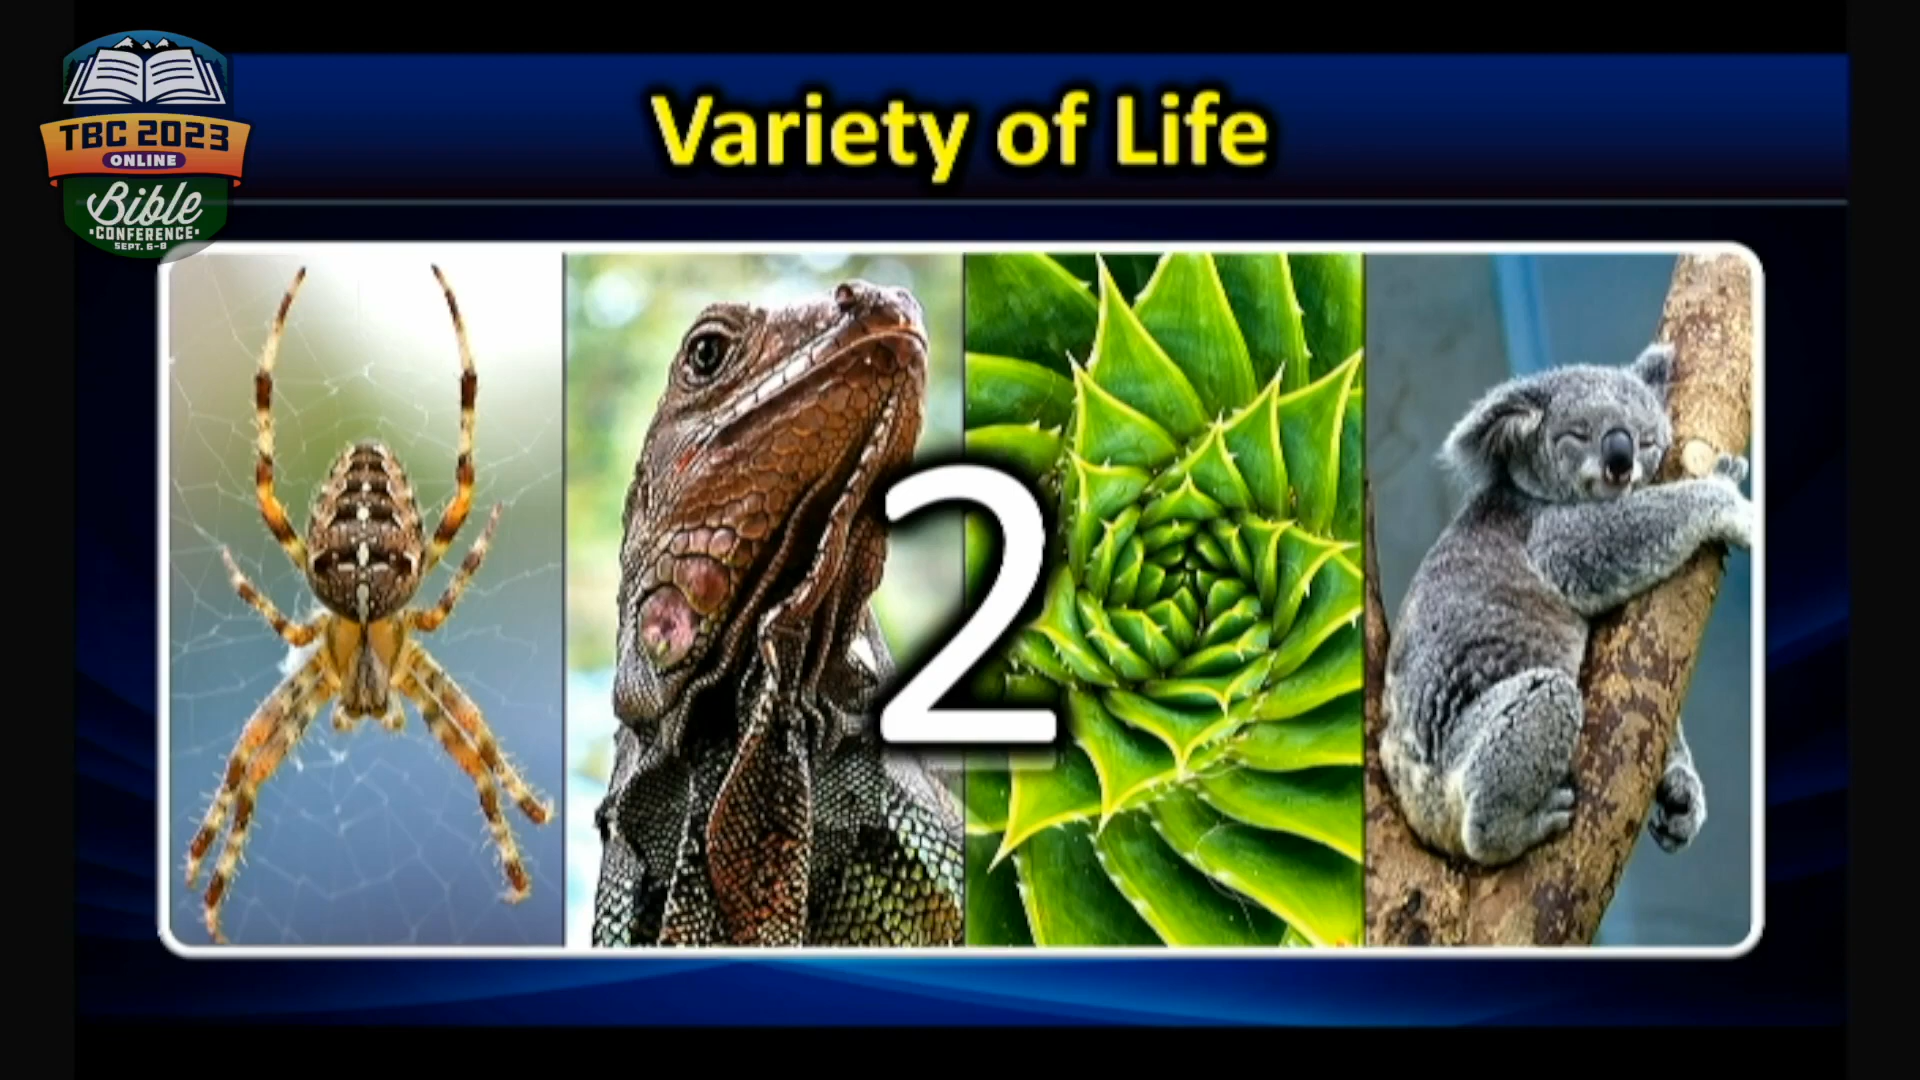 TBC 2023
ONLINE
Bible
•CONFERENCE•
SEPT. 6-8
Variety of Life
2